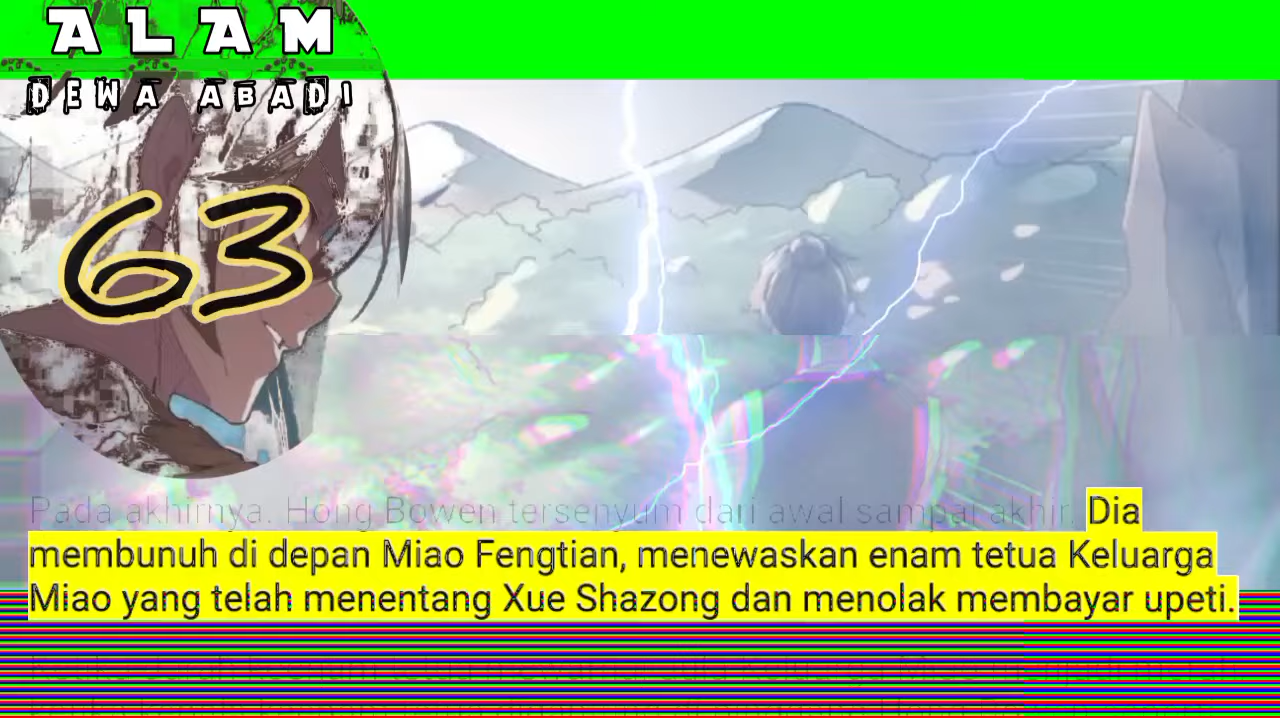 ALAM
DEWA ABADI
63
Pada akhirnya. Hong Bowen tersenyum dari awal sampai akhir. Dia
membunuh di depan Miao Fengtian, menewaskan enam tetua Keluarga
Miao yang telah menentang Xue Shazong dan menolak membayar upeti.